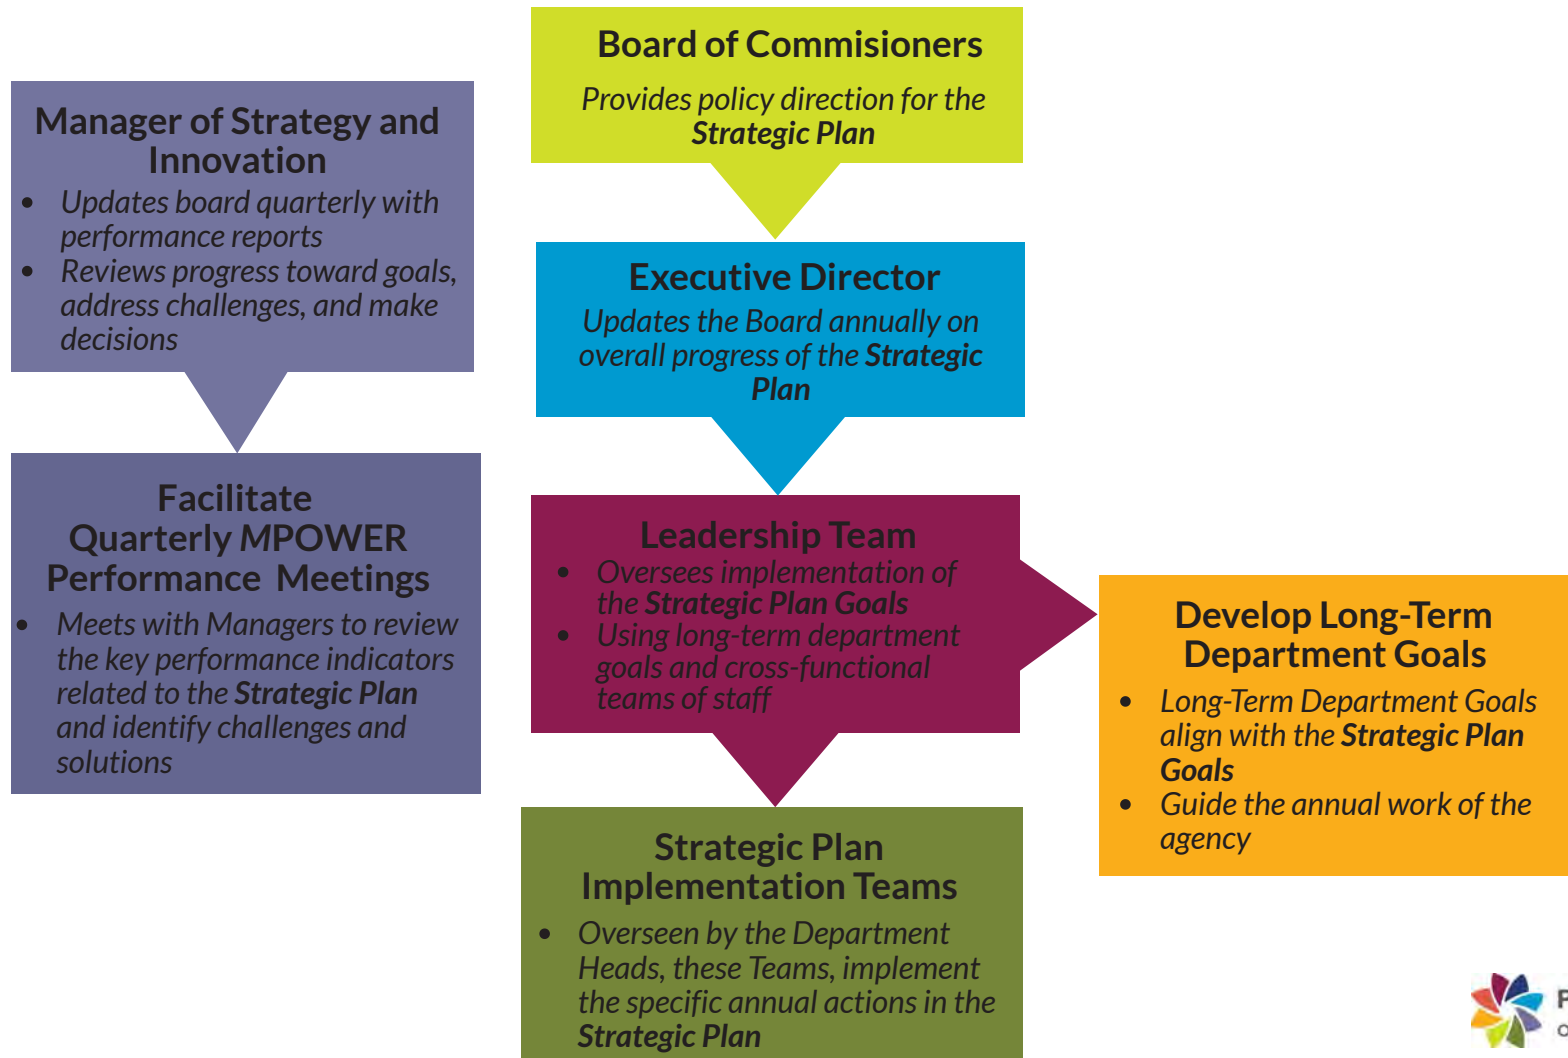 Board of Commisioners
Provides policy direction for the
Strategic Plan
Manager of Strategy and
Innovation
• Updates board quarterly with
performance reports
• Reviews progress toward goals,
address challenges, and make
decisions
Executive Director
Updates the Board annually on
overall progress of the Strategic
Plan
Facilitate
Quarterly MPOWER
Performance Meetings
• Meets with Managers to review
the key performance indicators
related to the Strategic Plan
and identify challenges and
solutions
Leadership Team
• Oversees implementation of
the Strategic Plan Goals
• Using long-term department
goals and cross-functional
teams of staff
Develop Long-Term
Department Goals
• Long-Term Department Goals
align with the Strategic Plan
Goals
• Guide the annual work of the
agency
Strategic Plan
Implementation Teams
• Overseen by the Department
Heads, these Teams, implement
the specific annual actions in the
Strategic Plan